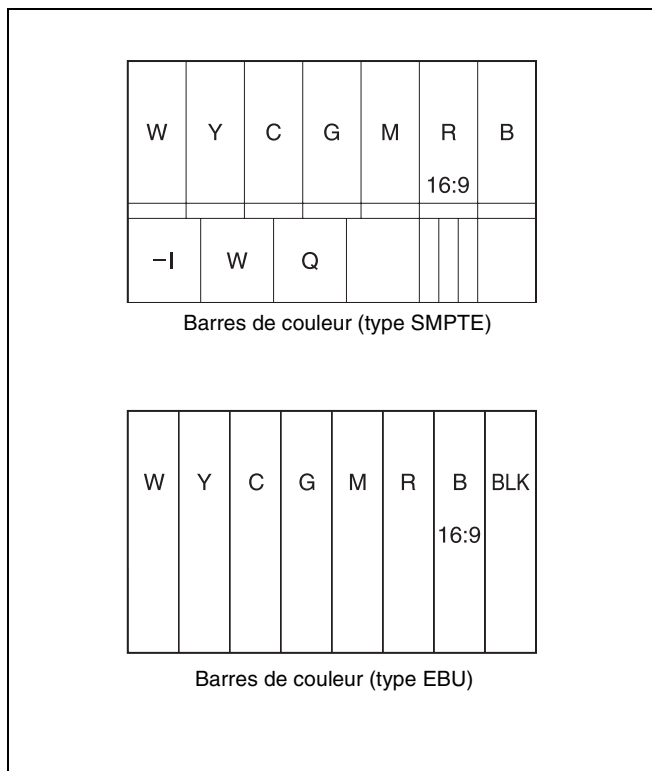 W Y C G M R B
16:9
−I W Q
Barres de couleur (type SMPTE)
W Y C G M R B BLK
16:9
Barres de couleur (type EBU)